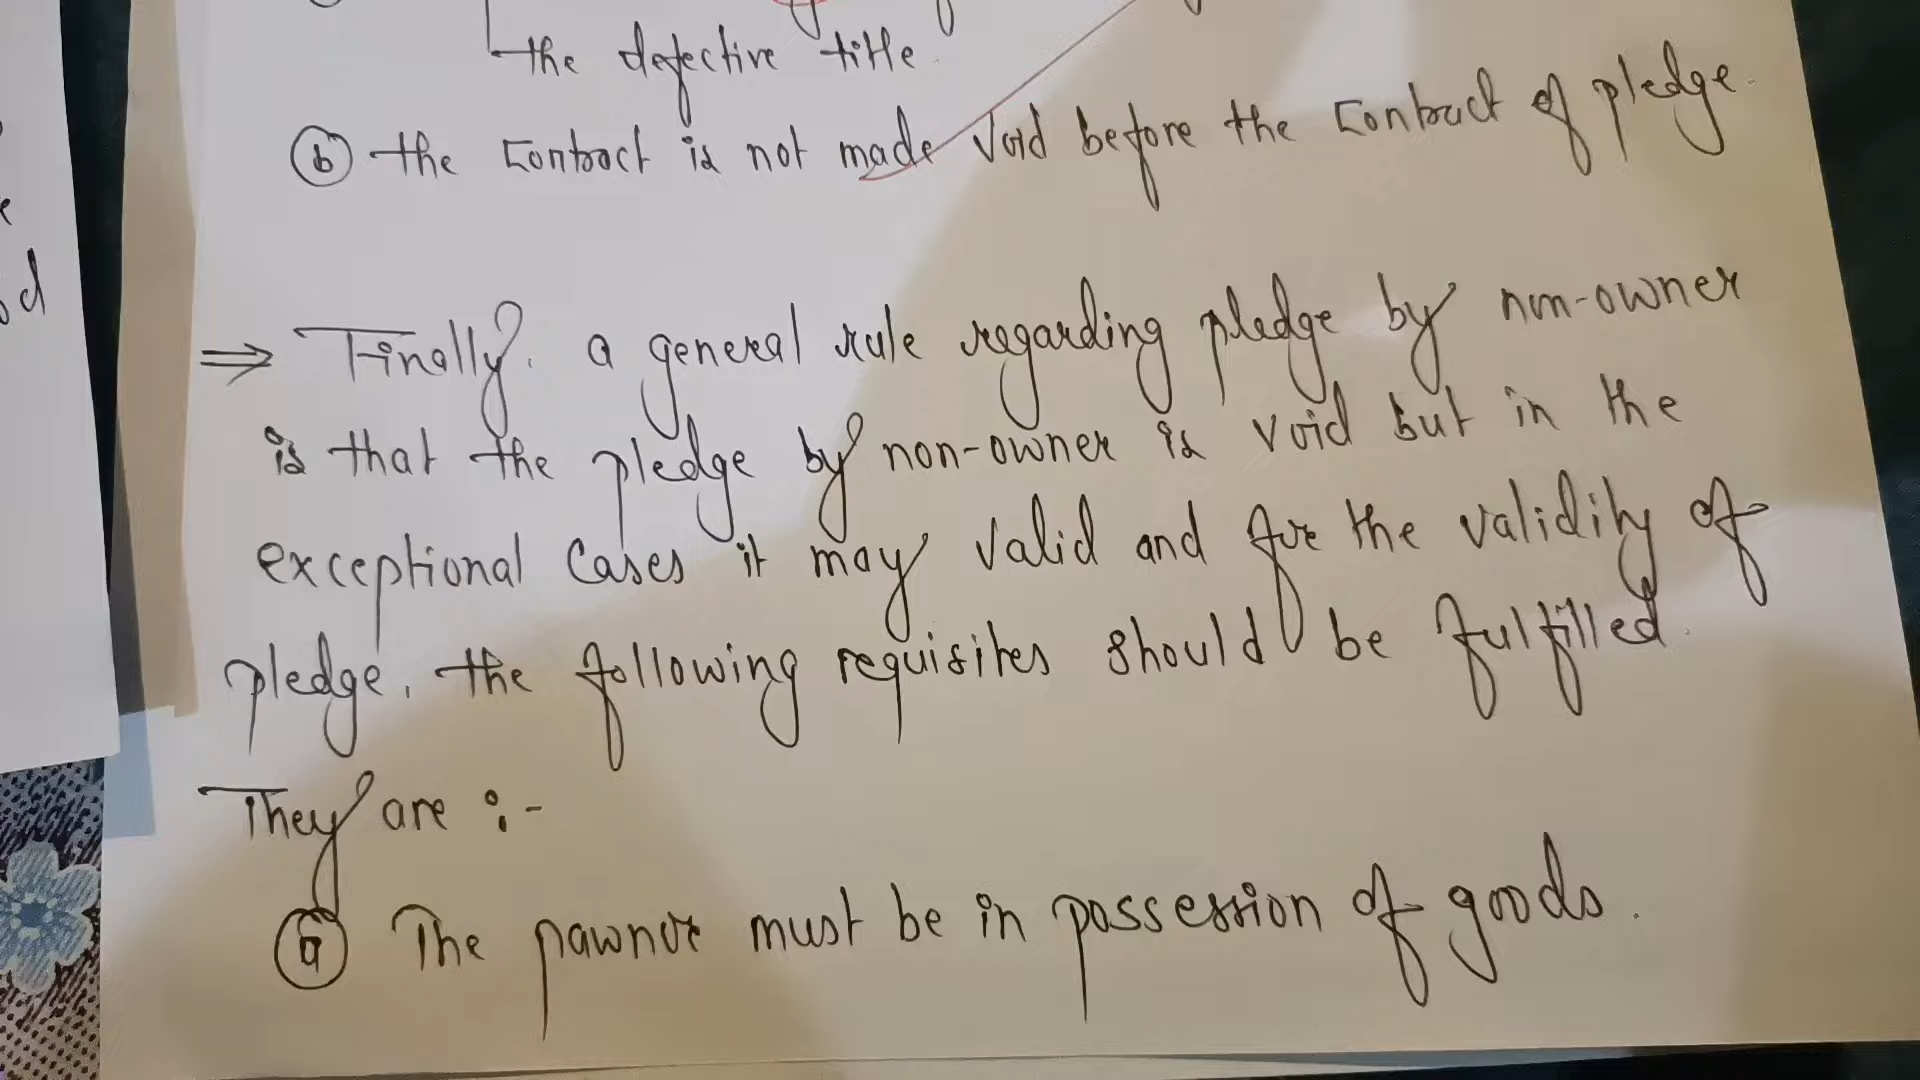 the defective title.
(b) the contract is not made void before the contract of pledge.
⇒ Finally, a general rule regarding pledge by non-owner
is that the pledge by non-owner is void but in the
exceptional cases it may valid and for the validity of
pledge, the following requisites should be fulfilled.
They are :-
(a) The pawnor must be in possession of goods.